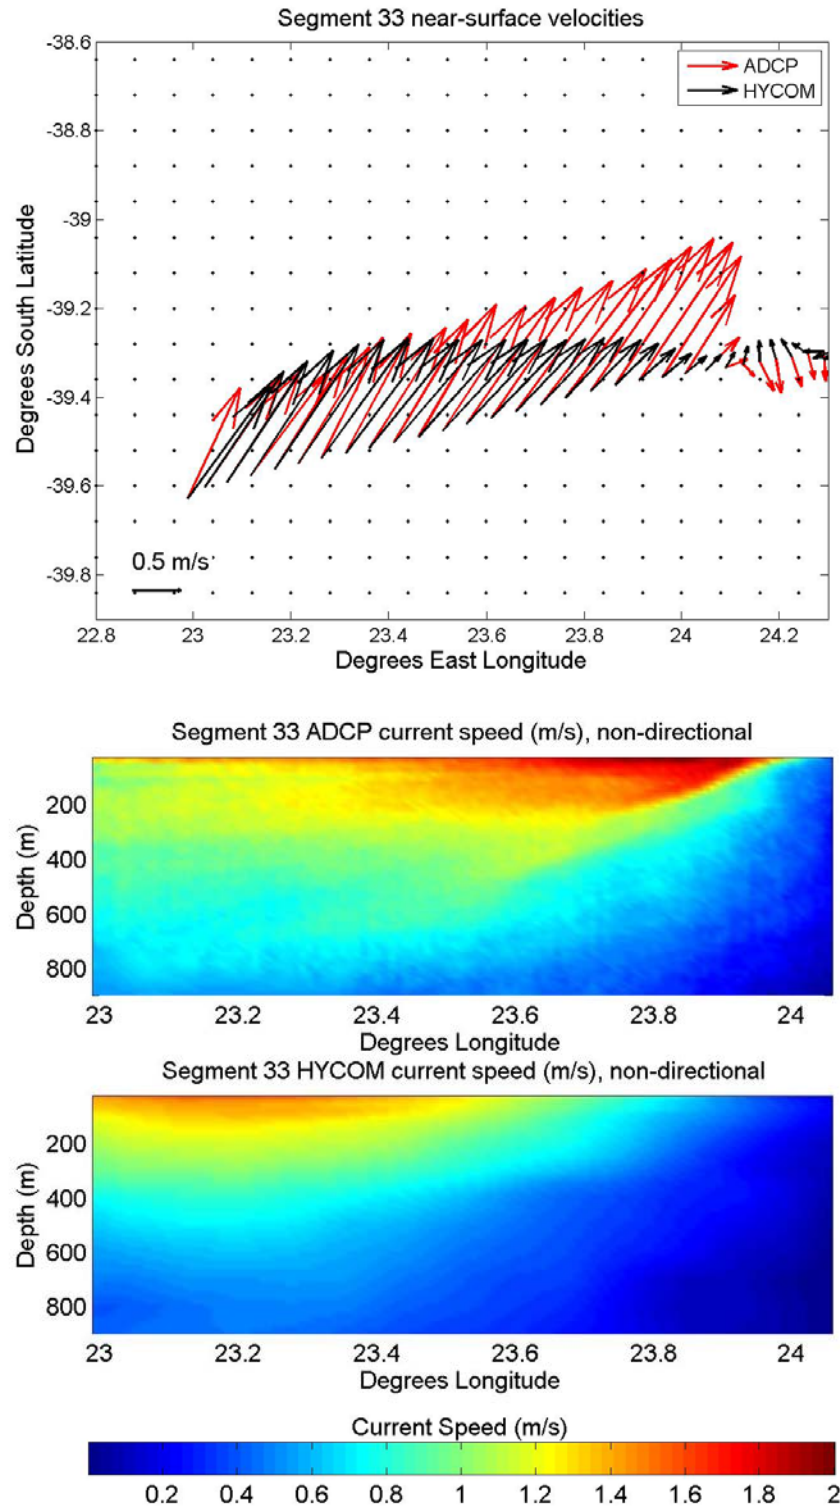 Segment 33 near-surface velocities
ADCP
HYCOM
-38.6
-38.8
-39
-39.2
-39.4
-39.6
-39.8
Degrees South Latitude
0.5 m/s
22.8 23 23.2 23.4 23.6 23.8 24 24.2
Degrees East Longitude
Segment 33 ADCP current speed (m/s), non-directional
200
400
600
800
Depth (m)
23 23.2 23.4 23.6 23.8 24
Degrees Longitude
Segment 33 HYCOM current speed (m/s), non-directional
200
400
600
800
Depth (m)
23 23.2 23.4 23.6 23.8 24
Degrees Longitude
Current Speed (m/s)
0.2 0.4 0.6 0.8 1 1.2 1.4 1.6 1.8 2